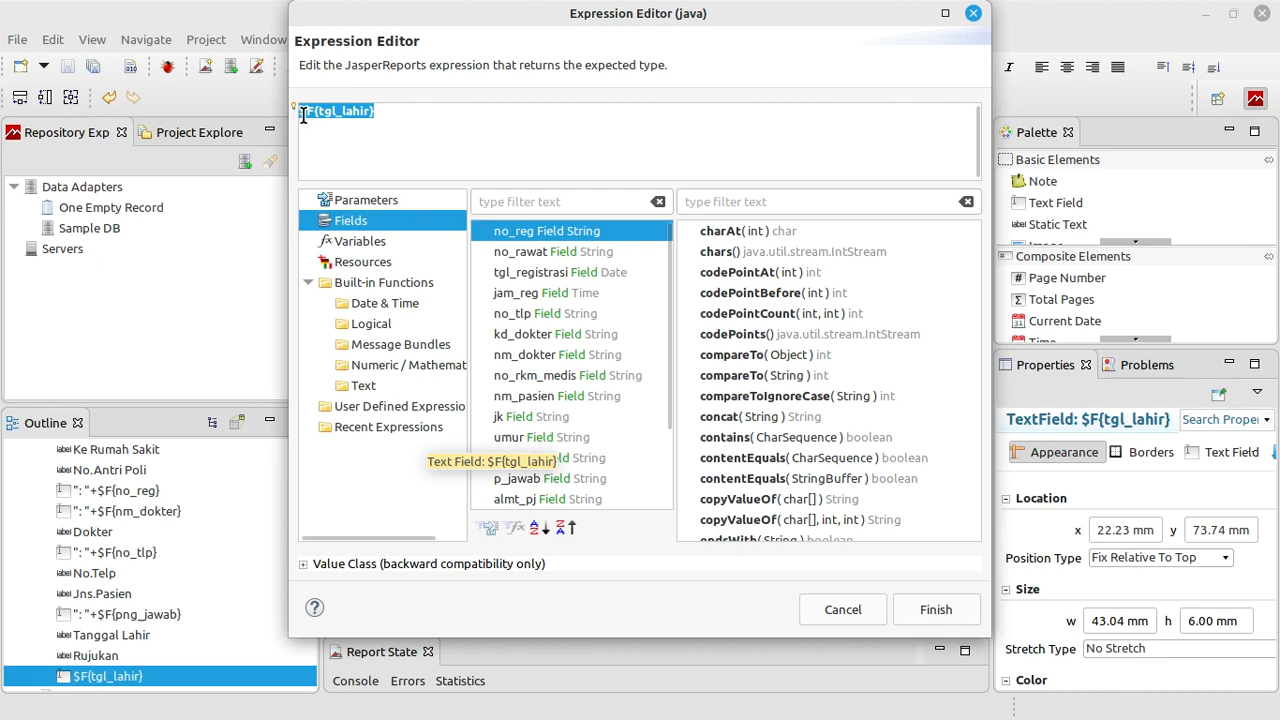 Expression Editor (java)
File Edit View Navigate Project Window
Expression Editor
Edit the JasperReports expression that returns the expected type.
$F{tgl_lahir}
Repository Exp
Project Explorer
Data Adapters
One Empty Record
Sample DB
Servers
Parameters
Fields
Variables
Resources
Built-in Functions
Date & Time
Logical
Message Bundles
Numeric / Mathemat
Text
User Defined Expressio
Recent Expressions
Text Field: $F{tgl_lahir}
type filter text
no_reg Field String
no_rawat Field String
tgl_registrasi Field Date
jam_reg Field Time
no_tlp Field String
kd_dokter Field String
nm_dokter Field String
no_rkm_medis Field String
nm_pasien Field String
jk Field String
umur Field String
String
p_jawab Field String
almt_pj Field String
type filter text
charAt( int ) char
chars() java.util.stream.IntStream
codePointAt( int ) int
codePointBefore( int ) int
codePointCount( int, int ) int
codePoints() java.util.stream.IntStream
compareTo( Object ) int
compareTo( String ) int
compareToIgnoreCase( String ) int
concat( String ) String
contains( CharSequence ) boolean
contentEquals( CharSequence ) boolean
contentEquals( StringBuffer ) boolean
copyValueOf( char[] ) String
copyValueOf( char[], int, int ) String
endsWith( String ) boolean
Value Class (backward compatibility only)
Cancel
Finish
Outline
Ke Rumah Sakit
No.Antri Poli
": "+$F{no_reg}
": "+$F{nm_dokter}
Dokter
": "+$F{no_tlp}
No.Telp
Jns.Pasien
": "+$F{png_jawab}
Tanggal Lahir
Rujukan
$F{tgl_lahir}
Report State
Console Errors Statistics
Palette
Basic Elements
Note
Text Field
Static Text
Image
Composite Elements
Page Number
Total Pages
Current Date
Time
Properties
Problems
TextField: $F{tgl_lahir}
Search Proper
Appearance
Borders
Text Field
Location
x 22.23 mm y 73.74 mm
Position Type Fix Relative To Top
Size
w 43.04 mm h 6.00 mm
Stretch Type No Stretch
Color